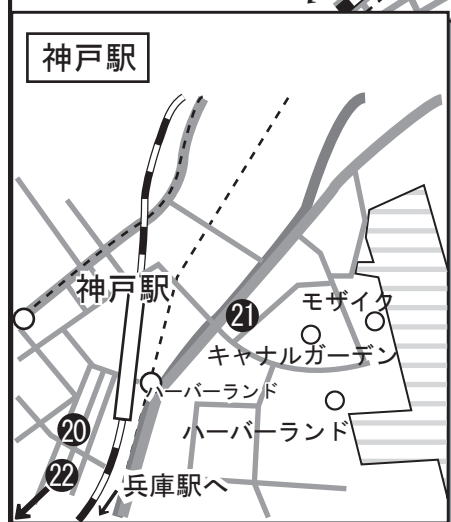 神戸駅
神戸駅
21
モザイク
キャナルガーデン
ハーバーランド
ハーバーランド
20
22
兵庫駅へ